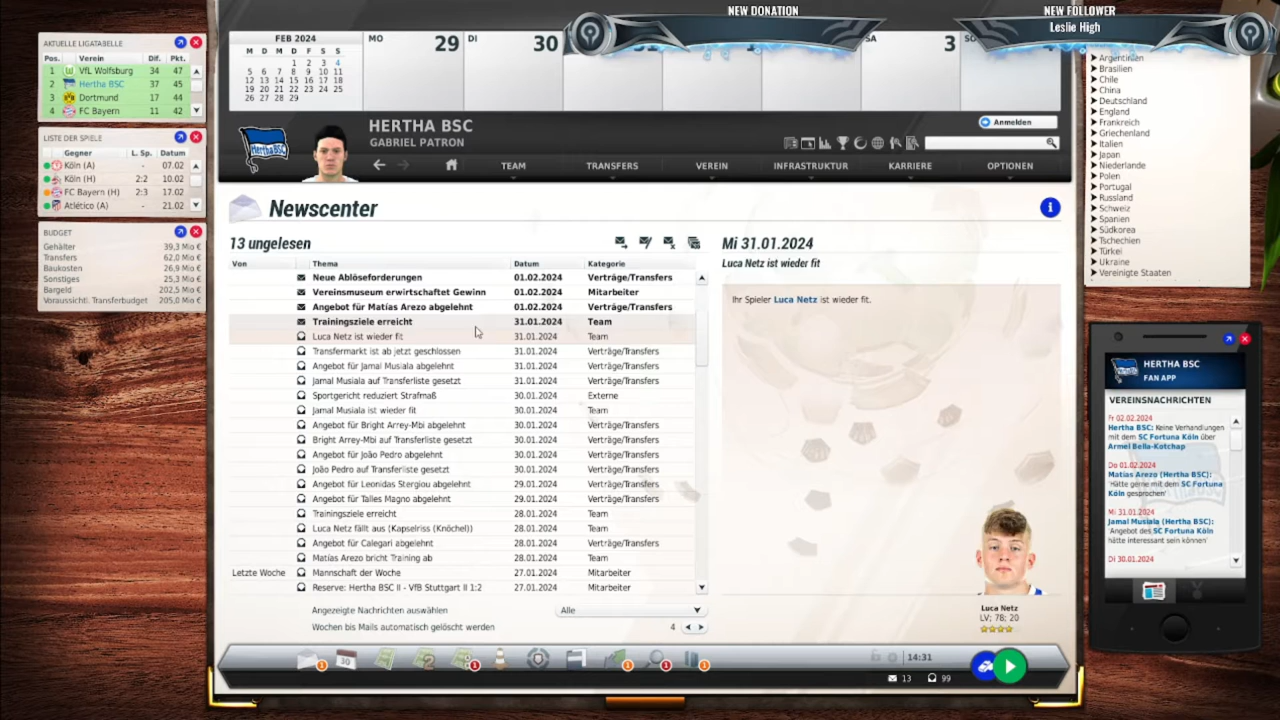 NEW DONATION
NEW FOLLOWER
Leslie High
AKTUELLE LIGATABELLE
Pos. Verein Dif. Pkt.
1 VfL Wolfsburg 34 47
2 Hertha BSC 37 45
3 Dortmund 17 44
4 FC Bayern 11 42
LISTE DER SPIELE
Gegner L. Sp. Datum
Köln (A) - 07.02
Köln (H) 2:2 10.02
FC Bayern (H) 2:3 17.02
Atlético (A) - 21.02
BUDGET
Gehälter 39,3 Mio €
Transfers 62,0 Mio €
Baukosten 26,9 Mio €
Sonstiges 25,3 Mio €
Bargeld 202,5 Mio €
Voraussichtl. Transferbudget 205,0 Mio €
FEB 2024
M D M D F S S
1 2 3 4
5 6 7 8 9 10 11
12 13 14 15 16 17 18
19 20 21 22 23 24 25
26 27 28 29
MO 29
DI 30
SA 3
HERTHA BSC
GABRIEL PATRON
Anmelden
TEAM TRANSFERS VEREIN INFRASTRUKTUR KARRIERE OPTIONEN
Newscenter
13 ungelesen
Von Thema Datum Kategorie
Neue Ablöseforderungen 01.02.2024 Verträge/Transfers
Vereinsmuseum erwirtschaftet Gewinn 01.02.2024 Mitarbeiter
Angebot für Matías Arezo abgelehnt 01.02.2024 Verträge/Transfers
Trainingsziele erreicht 31.01.2024 Team
Luca Netz ist wieder fit 31.01.2024 Team
Transfermarkt ist ab jetzt geschlossen 31.01.2024 Verträge/Transfers
Angebot für Jamal Musiala abgelehnt 31.01.2024 Verträge/Transfers
Jamal Musiala auf Transferliste gesetzt 31.01.2024 Verträge/Transfers
Sportgericht reduziert Strafmaß 30.01.2024 Externe
Jamal Musiala ist wieder fit 30.01.2024 Team
Angebot für Bright Arrey-Mbi abgelehnt 30.01.2024 Verträge/Transfers
Bright Arrey-Mbi auf Transferliste gesetzt 30.01.2024 Verträge/Transfers
Angebot für João Pedro abgelehnt 30.01.2024 Verträge/Transfers
João Pedro auf Transferliste gesetzt 30.01.2024 Verträge/Transfers
Angebot für Leonidas Stergiou abgelehnt 29.01.2024 Verträge/Transfers
Angebot für Talles Magno abgelehnt 29.01.2024 Verträge/Transfers
Trainingsziele erreicht 28.01.2024 Team
Luca Netz fällt aus (Kapselriss (Knöchel)) 28.01.2024 Team
Angebot für Calegari abgelehnt 28.01.2024 Verträge/Transfers
Matías Arezo bricht Training ab 28.01.2024 Team
Letzte Woche Mannschaft der Woche 27.01.2024 Mitarbeiter
Reserve: Hertha BSC II - VfB Stuttgart II 1:2 27.01.2024 Mitarbeiter
Angezeigte Nachrichten auswählen Alle
Wochen bis Mails automatisch gelöscht werden 4
Mi 31.01.2024
Luca Netz ist wieder fit
Ihr Spieler Luca Netz ist wieder fit.
Luca Netz
LV; 78; 20
14:31
13 99
Argentinien
Brasilien
Chile
China
Deutschland
England
Frankreich
Griechenland
Italien
Japan
Niederlande
Polen
Portugal
Russland
Schweiz
Spanien
Südkorea
Tschechien
Türkei
Ukraine
Vereinigte Staaten
HERTHA BSC
FAN APP
VEREINSNACHRICHTEN
Fr 02.02.2024
Hertha BSC: Keine Verhandlungen
mit dem SC Fortuna Köln über
Armel Bella-Kotchap
Do 01.02.2024
Matías Arezo (Hertha BSC):
'Hätte gerne mit dem SC Fortuna
Köln gesprochen'
Mi 31.01.2024
Jamal Musiala (Hertha BSC):
'Angebot des SC Fortuna Köln
hätte interessant sein können'
Di 30.01.2024